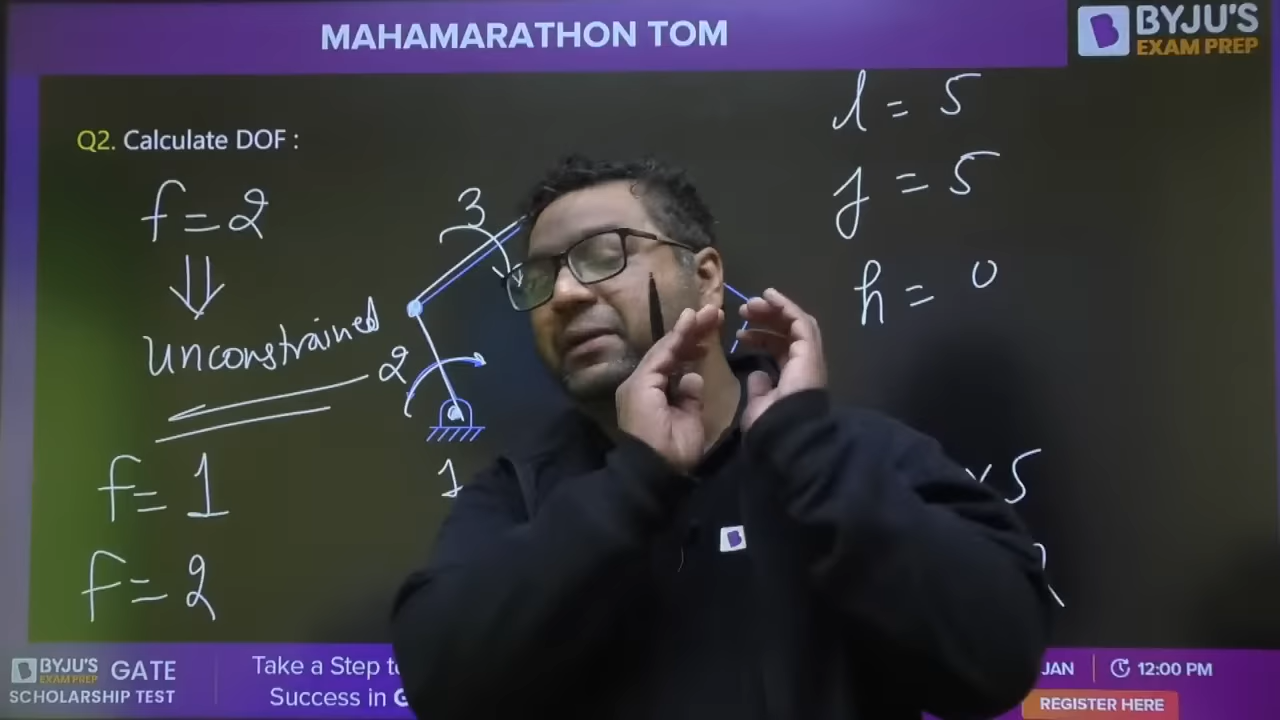 MAHAMARATHON TOM
BYJU'S
EXAM PREP
Q2. Calculate DOF :
l = 5
j = 5
h = 0
f = 2
⇓
unconstrained
3
2
1
f = 1
f = 2
x 5
BYJU'S
EXAM PREP
GATE
SCHOLARSHIP TEST
Take a Step
Success in
JAN
12:00 PM
REGISTER HERE